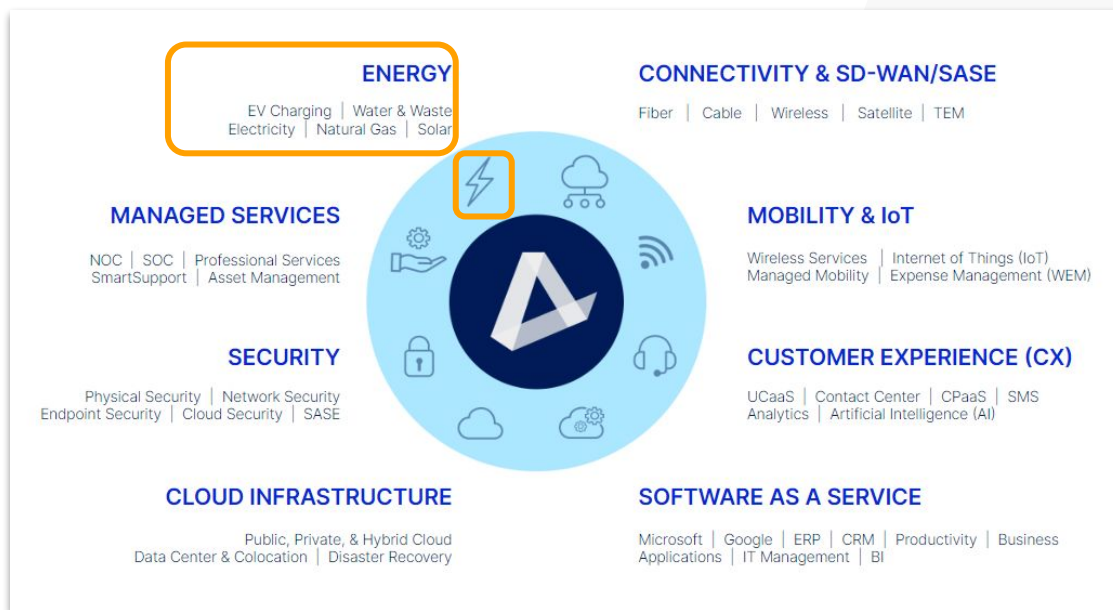 ENERGY
EV Charging | Water & Waste
Electricity | Natural Gas | Solar
CONNECTIVITY & SD-WAN/SASE
Fiber | Cable | Wireless | Satellite | TEM
MANAGED SERVICES
NOC | SOC | Professional Services
SmartSupport | Asset Management
MOBILITY & IoT
Wireless Services | Internet of Things (IoT)
Managed Mobility | Expense Management (WEM)
SECURITY
Physical Security | Network Security
Endpoint Security | Cloud Security | SASE
CUSTOMER EXPERIENCE (CX)
UCaaS | Contact Center | CPaaS | SMS
Analytics | Artificial Intelligence (AI)
CLOUD INFRASTRUCTURE
Public, Private, & Hybrid Cloud
Data Center & Colocation | Disaster Recovery
SOFTWARE AS A SERVICE
Microsoft | Google | ERP | CRM | Productivity | Business
Applications | IT Management | BI